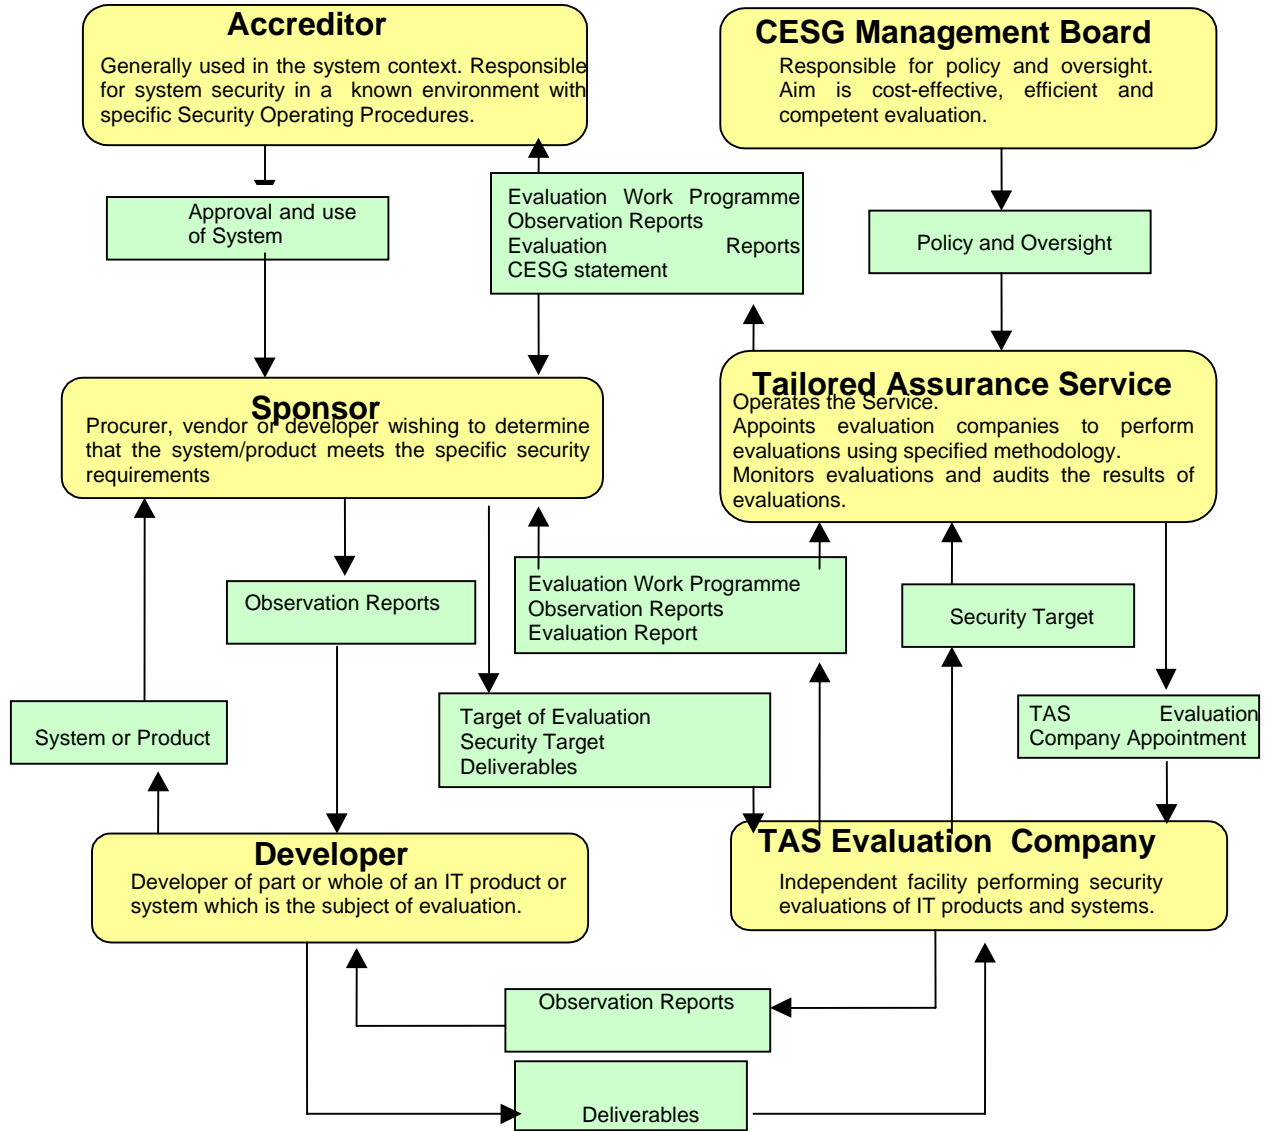 Accreditor
Generally used in the system context. Responsible
for system security in a known environment with
specific Security Operating Procedures.
CESG Management Board
Responsible for policy and oversight.
Aim is cost-effective, efficient and
competent evaluation.
Approval and use
of System
Evaluation Work Programme
Observation Reports
Evaluation Reports
CESG statement
Policy and Oversight
Sponsor
Procurer, vendor or developer wishing to determine
that the system/product meets the specific security
requirements
Tailored Assurance Service
Operates the Service.
Appoints evaluation companies to perform
evaluations using specified methodology.
Monitors evaluations and audits the results of
evaluations.
Observation Reports
Evaluation Work Programme
Observation Reports
Evaluation Report
Security Target
System or Product
Target of Evaluation
Security Target
Deliverables
TAS Evaluation
Company Appointment
Developer
Developer of part or whole of an IT product or
system which is the subject of evaluation.
TAS Evaluation Company
Independent facility performing security
evaluations of IT products and systems.
Observation Reports
Deliverables